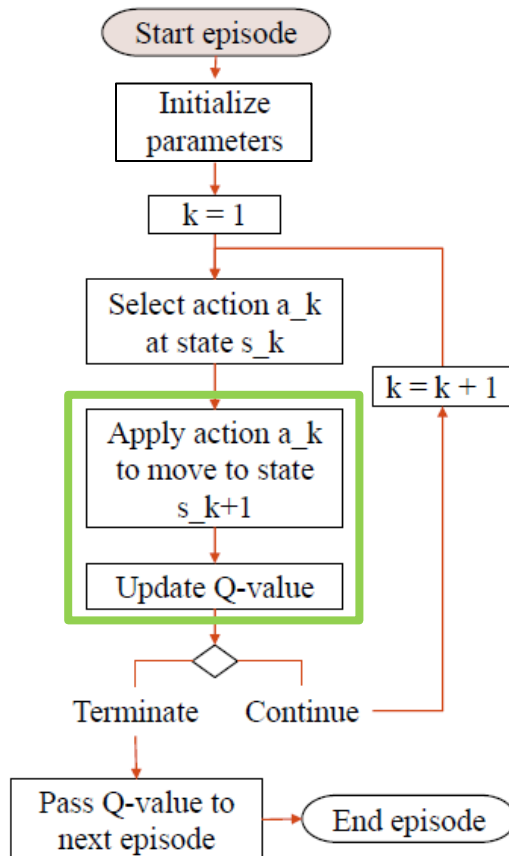 Start episode
Initialize
parameters
k = 1
Select action a_k
at state s_k
k = k + 1
Apply action a_k
to move to state
s_k+1
Update Q-value
Terminate
Continue
Pass Q-value to
next episode
End episode